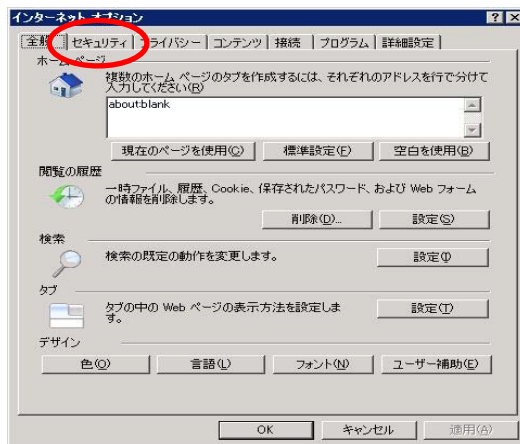 インターネット オプション
全般 セキュリティ プライバシー コンテンツ 接続 プログラム 詳細設定
ホーム ページ
複数のホーム ページのタブを作成するには、それぞれのアドレスを行で分けて
入力してください(R)
about:blank
現在のページを使用(C) 標準設定(F) 空白を使用(B)
閲覧の履歴
一時ファイル、履歴、Cookie、保存されたパスワード、および Web フォーム
の情報を削除します。
削除(D)... 設定(S)
検索
検索の既定の動作を変更します。 設定(I)
タブ
タブの中の Web ページの表示方法を設定しま
す。
設定(T)
デザイン
色(O) 言語(L) フォント(N) ユーザー補助(E)
OK キャンセル 適用(A)